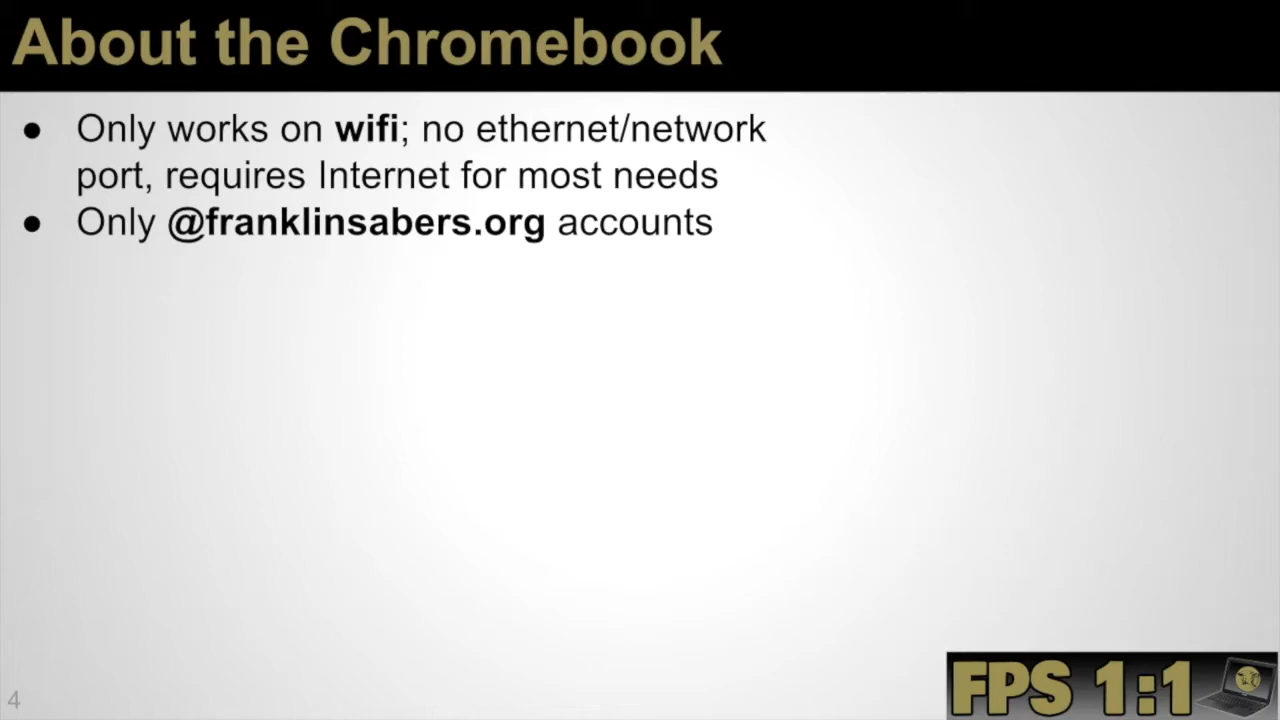 About the Chromebook
● Only works on wifi; no ethernet/network
port, requires Internet for most needs
● Only @franklinsabers.org accounts
4
FPS 1:1